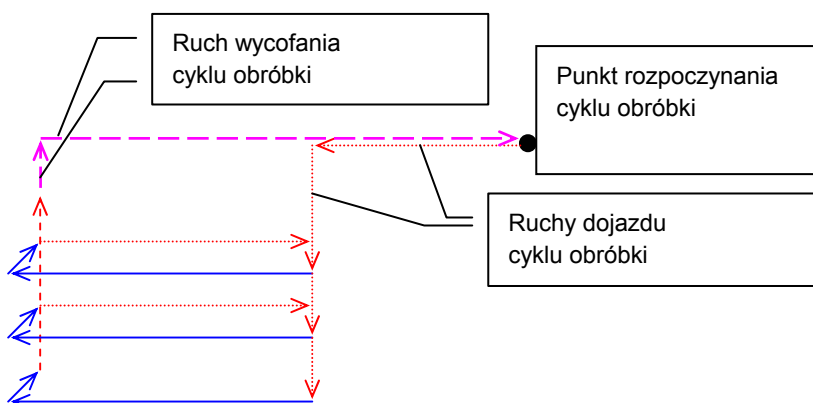 Ruch wycofania
cyklu obróbki
Punkt rozpoczynania
cyklu obróbki
Ruchy dojazdu
cyklu obróbki